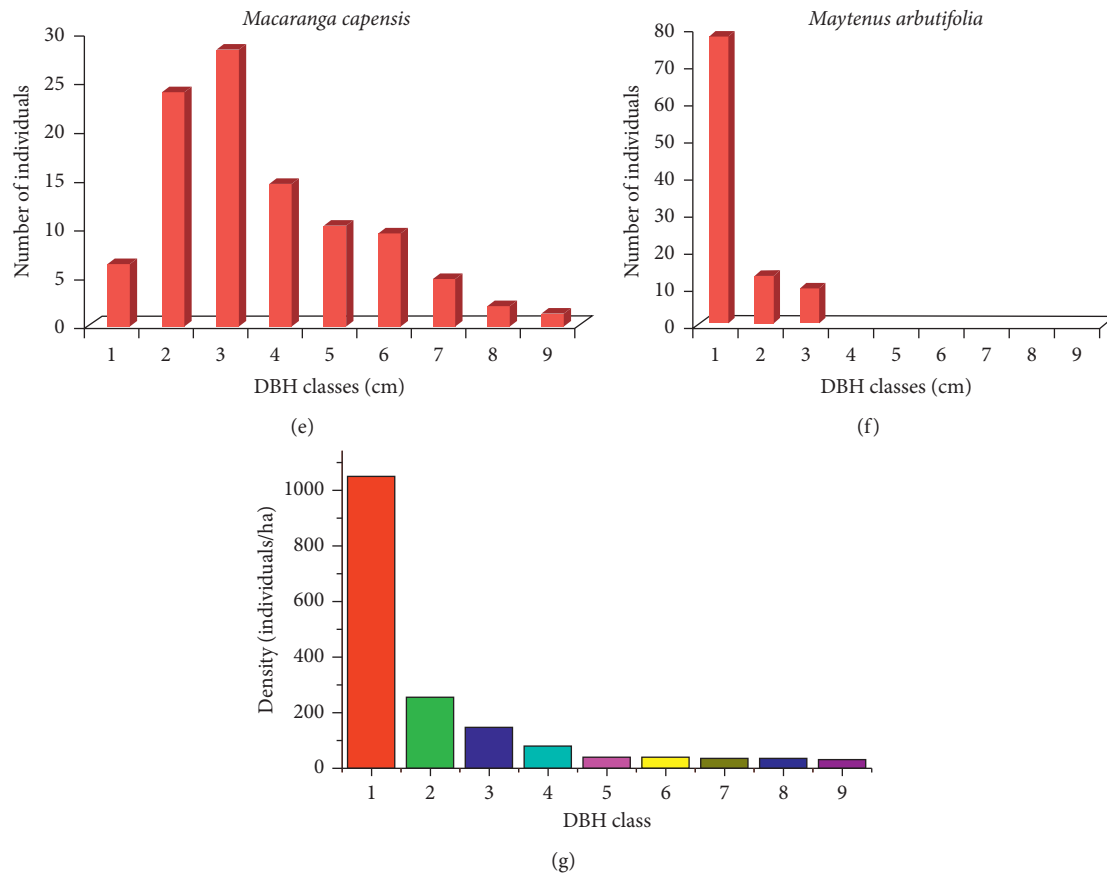 Macaranga capensis
30
25
20
15
10
5
0
Number of individuals
1 2 3 4 5 6 7 8 9
DBH classes (cm)
(e)
Maytenus arbutifolia
80
70
60
50
80
40
30
20
10
0
Number of individuals
1 2 3 4 5 6 7 8 9
DBH classes (cm)
(f)
1000
800
600
400
200
0
Density (individuals/ha)
1 2 3 4 5 6 7 8 9
DBH class
(g)